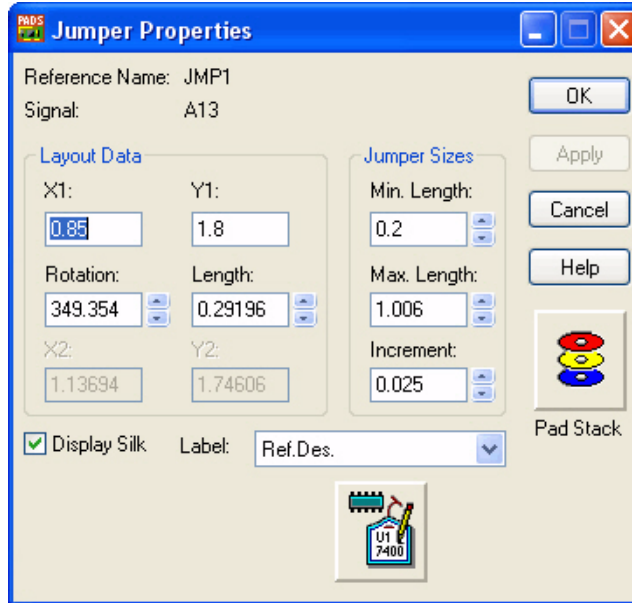 PADS
Jumper Properties
Reference Name: JMP1
Signal: A13
OK
Apply
Cancel
Help
Pad Stack
Layout Data
X1: Y1:
0.85 1.8
Rotation: Length:
349.354 0.29196
X2: Y2:
1.13694 1.74606
Jumper Sizes
Min. Length:
0.2
Max. Length:
1.006
Increment:
0.025
Display Silk Label: Ref.Des.
U1
7400